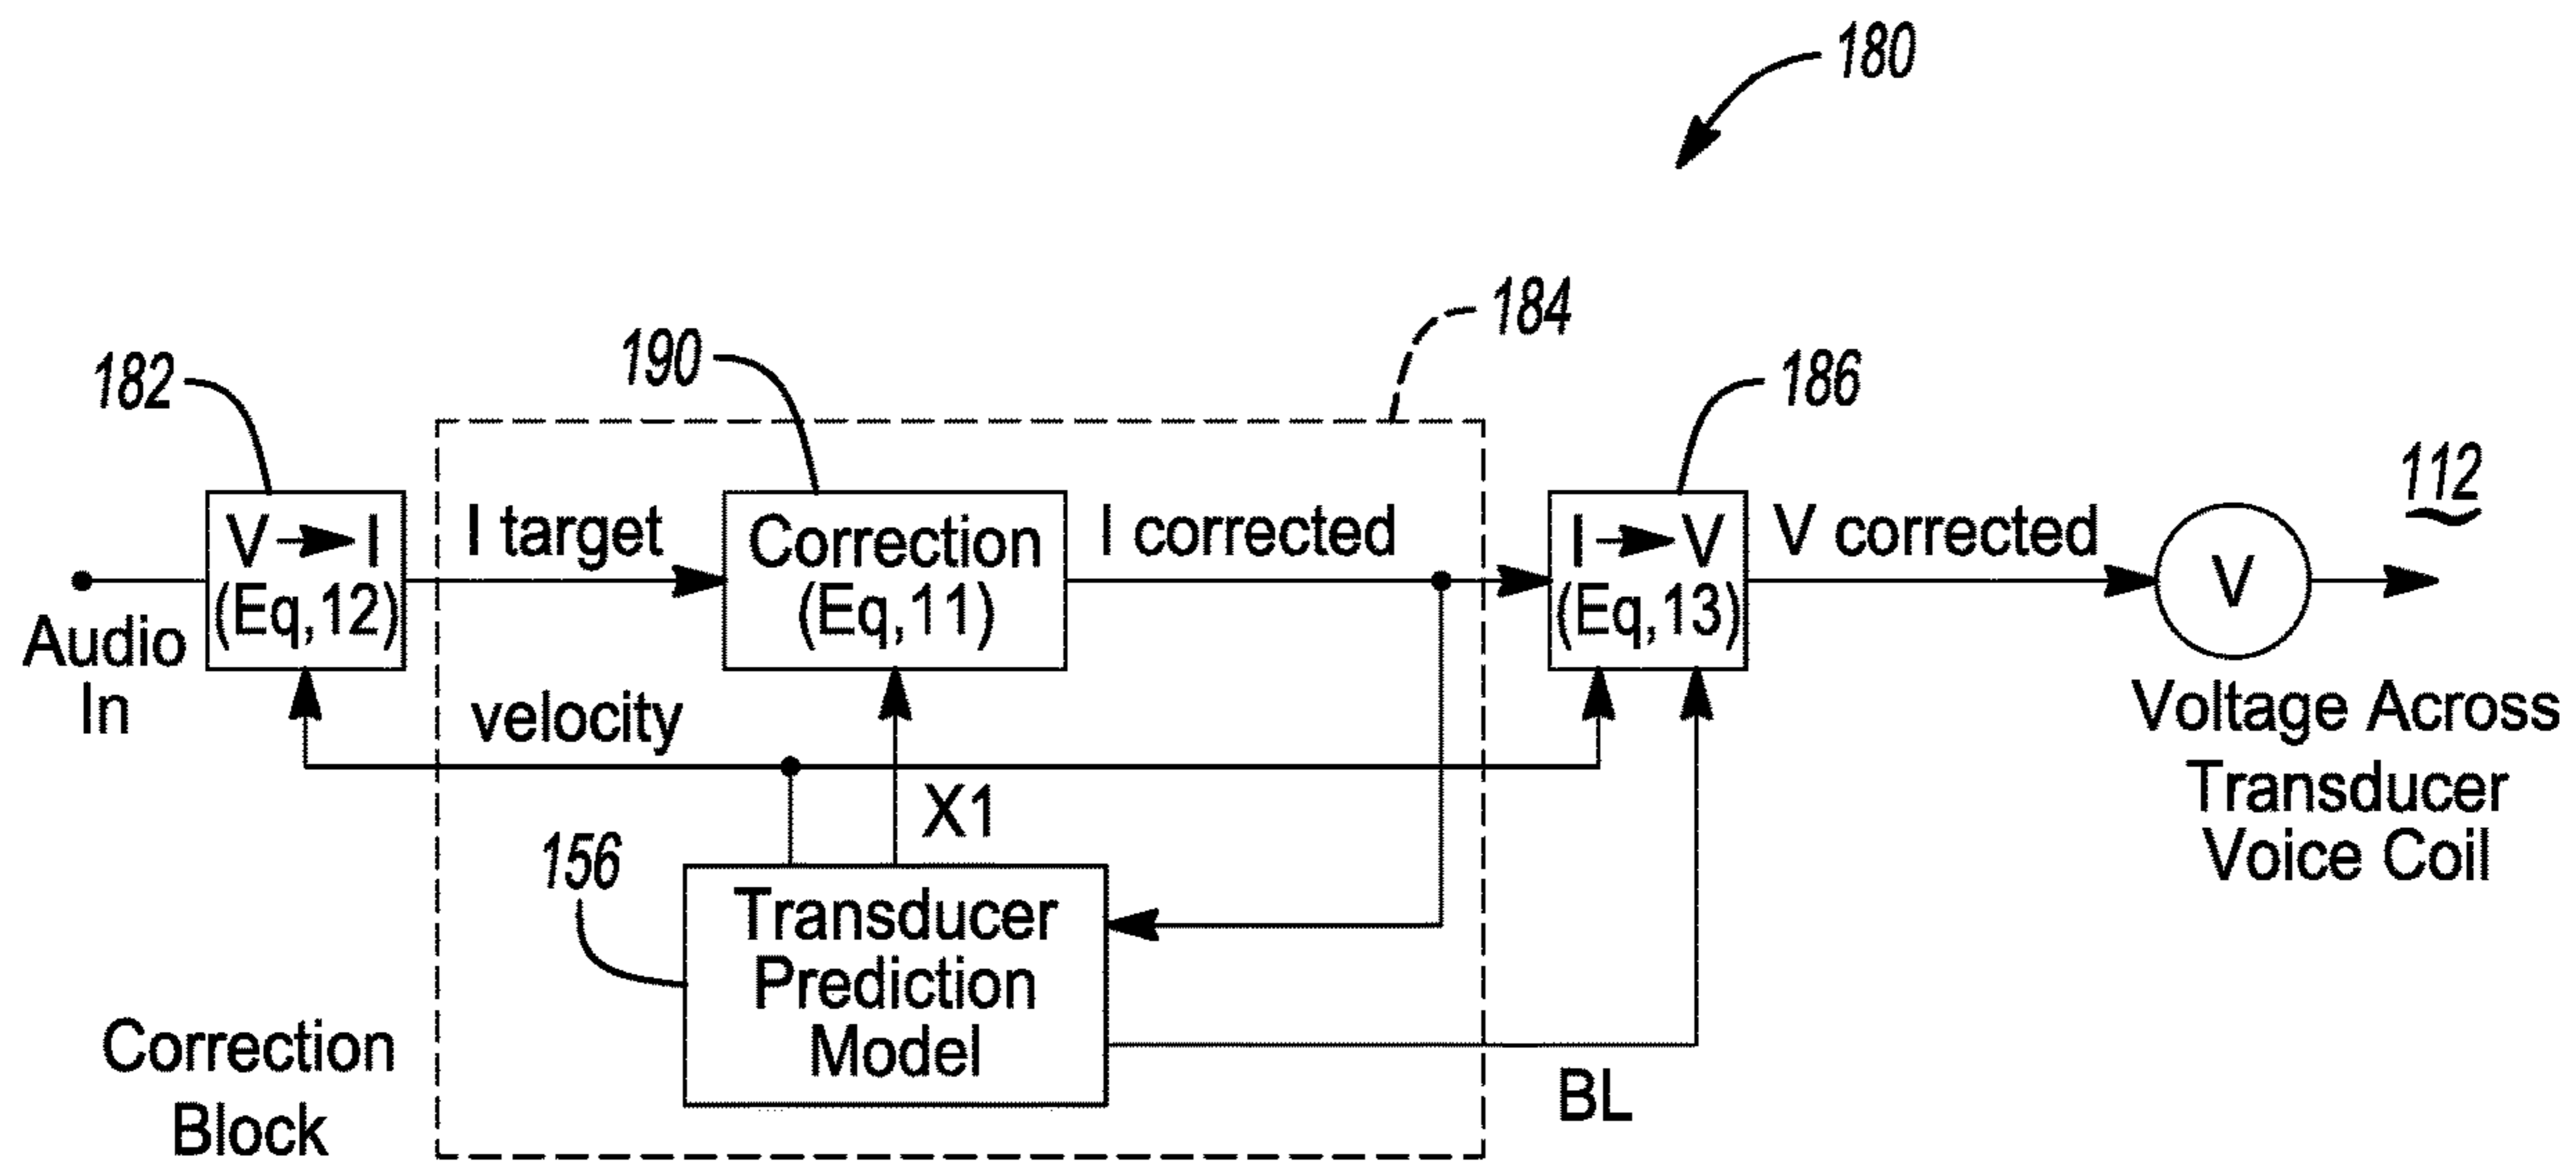 180
184
190
182
186
112
V → I
(Eq,12)
I target
Correction
(Eq,11)
I corrected
I → V
(Eq,13)
V corrected
V
Audio
In
velocity
X1
Voltage Across
Transducer
Voice Coil
156
Transducer
Prediction
Model
BL
Correction
Block